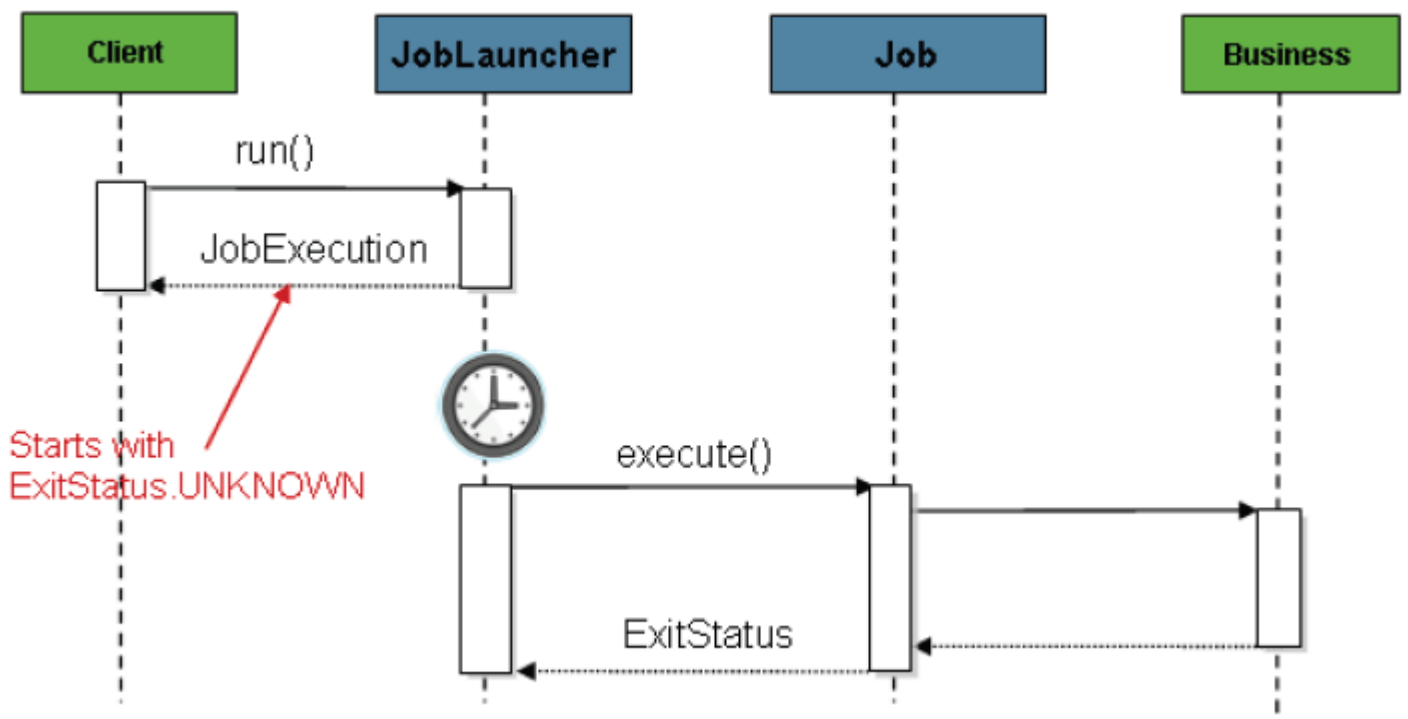 Client
JobLauncher
Job
Business
run()
JobExecution
Starts with
ExitStatus.UNKNOWN
execute()
ExitStatus